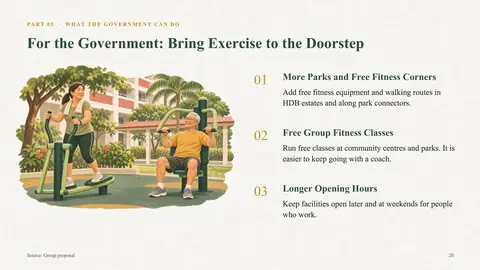 PART 03 · WHAT THE GOVERNMENT CAN DO
For the Government: Bring Exercise to the Doorstep
01
More Parks and Free Fitness Corners
Add free fitness equipment and walking routes in
HDB estates and along park connectors.
02
Free Group Fitness Classes
Run free classes at community centres and parks. It is
easier to keep going with a coach.
03
Longer Opening Hours
Keep facilities open later and at weekends for people
who work.
Source: Group proposal
20